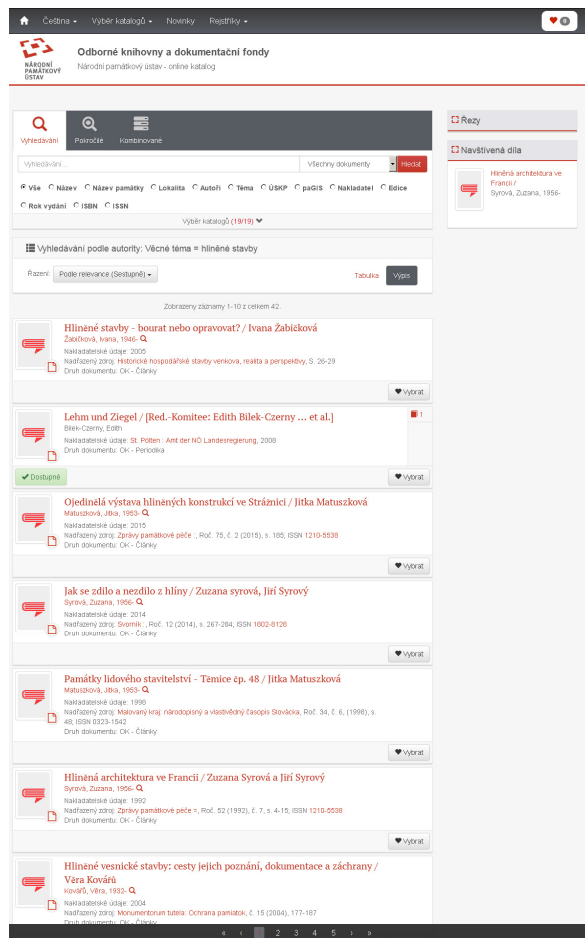 Čeština Výběr katalogů Novinky Rejstříky 0
NÁRODNÍ
PAMÁTKOVÝ
ÚSTAV
Odborné knihovny a dokumentační fondy
Národní památkový ústav - online katalog
Vyhledávání Pokročilé Kombinované
Vyhledávání... Všechny dokumenty Hledat
Vše Název Název památky Lokalita Autoři Téma ÚSKP paGIS Nakladatel Edice
Rok vydání ISBN ISSN
Výběr katalogů (19/19)
Řezy
Navštívená díla
Hliněná architektura ve
Francii /
Syrová, Zuzana, 1956-
Vyhledávání podle autority: Věcné téma = hliněné stavby
Řazení: Podle relevance (Sestupně) Tabulka Výpis
Zobrazeny záznamy 1-10 z celkem 42.
Hliněné stavby - bourat nebo opravovat? / Ivana Žabičková
Žabičková, Ivana, 1946-
Nakladatelské údaje: 2005
Nadřazený zdroj: Historické hospodářské stavby venkova, realita a perspektivy, S. 26-29
Druh dokumentu: OK - Články
Vybrat
Lehm und Ziegel / [Red.-Komitee: Edith Bilek-Czerny ... et al.]
1
Bilek-Czerny, Edith
Nakladatelské údaje: St. Pölten : Amt der NÖ Landesregierung, 2008
Druh dokumentu: OK - Periodika
Dostupné Vybrat
Ojedinělá výstava hliněných konstrukcí ve Strážnici / Jitka Matuszková
Matuszková, Jitka, 1953-
Nakladatelské údaje: 2015
Nadřazený zdroj: Zprávy památkové péče :, Roč. 75, č. 2 (2015), s. 185, ISSN 1210-5538
Druh dokumentu: OK - Články
Vybrat
Jak se zdilo a nezdilo z hlíny / Zuzana syrová, Jiří Syrový
Syrová, Zuzana, 1956-
Nakladatelské údaje: 2014
Nadřazený zdroj: Svorník : , Roč. 12 (2014), s. 267-284, ISSN 1802-8128
Druh dokumentu: OK - Články
Vybrat
Památky lidového stavitelství - Těmice čp. 48 / Jitka Matuszková
Matuszková, Jitka, 1953-
Nakladatelské údaje: 1998
Nadřazený zdroj: Malovaný kraj: národopisný a vlastivědný časopis Slovácka, Roč. 34, č. 6, (1998), s.
48, ISSN 0323-1542
Druh dokumentu: OK - Články
Vybrat
Hliněná architektura ve Francii / Zuzana Syrová a Jiří Syrový
Syrová, Zuzana, 1956-
Nakladatelské údaje: 1992
Nadřazený zdroj: Zprávy památkové péče =, Roč. 52 (1992), č. 7, s. 4-15, ISSN 1210-5538
Druh dokumentu: OK - Články
Vybrat
Hliněné vesnické stavby: cesty jejich poznání, dokumentace a záchrany /
Věra Kovářů
Kovářů, Věra, 1932-
Nakladatelské údaje: 2004
Nadřazený zdroj: Monumentorum tutela: Ochrana pamiatok, č. 15 (2004), 177-187
Druh dokumentu: OK - Články
« ‹ 2 3 4 5 › »